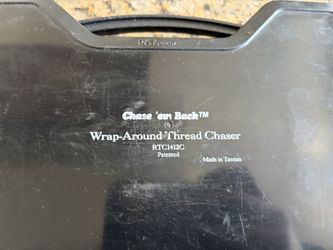 Chase 'em Back™
Wrap-Around Thread Chaser
RTC1412C
Patented
Made in Taiwan